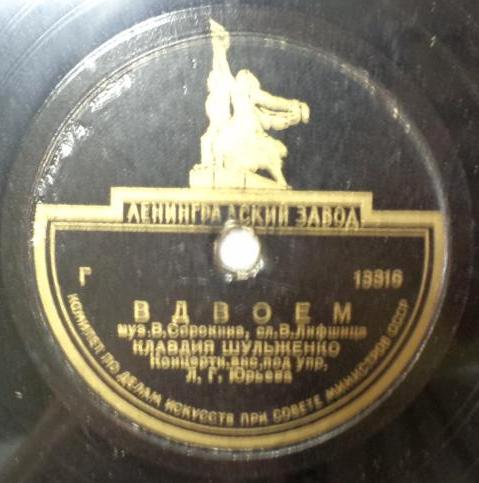 ЛЕНИНГРАДСКИЙ ЗАВОД
Г 13316
ВДВОЕМ
муз. В. Сорокина, сл. В. Лифшица
КЛАВДИЯ ШУЛЬЖЕНКО
Концертн. анс. под упр.
Л. Г. Юрьева
КОМИТЕТ ПО ДЕЛАМ ИСКУССТВ ПРИ СОВЕТЕ МИНИСТРОВ СССР